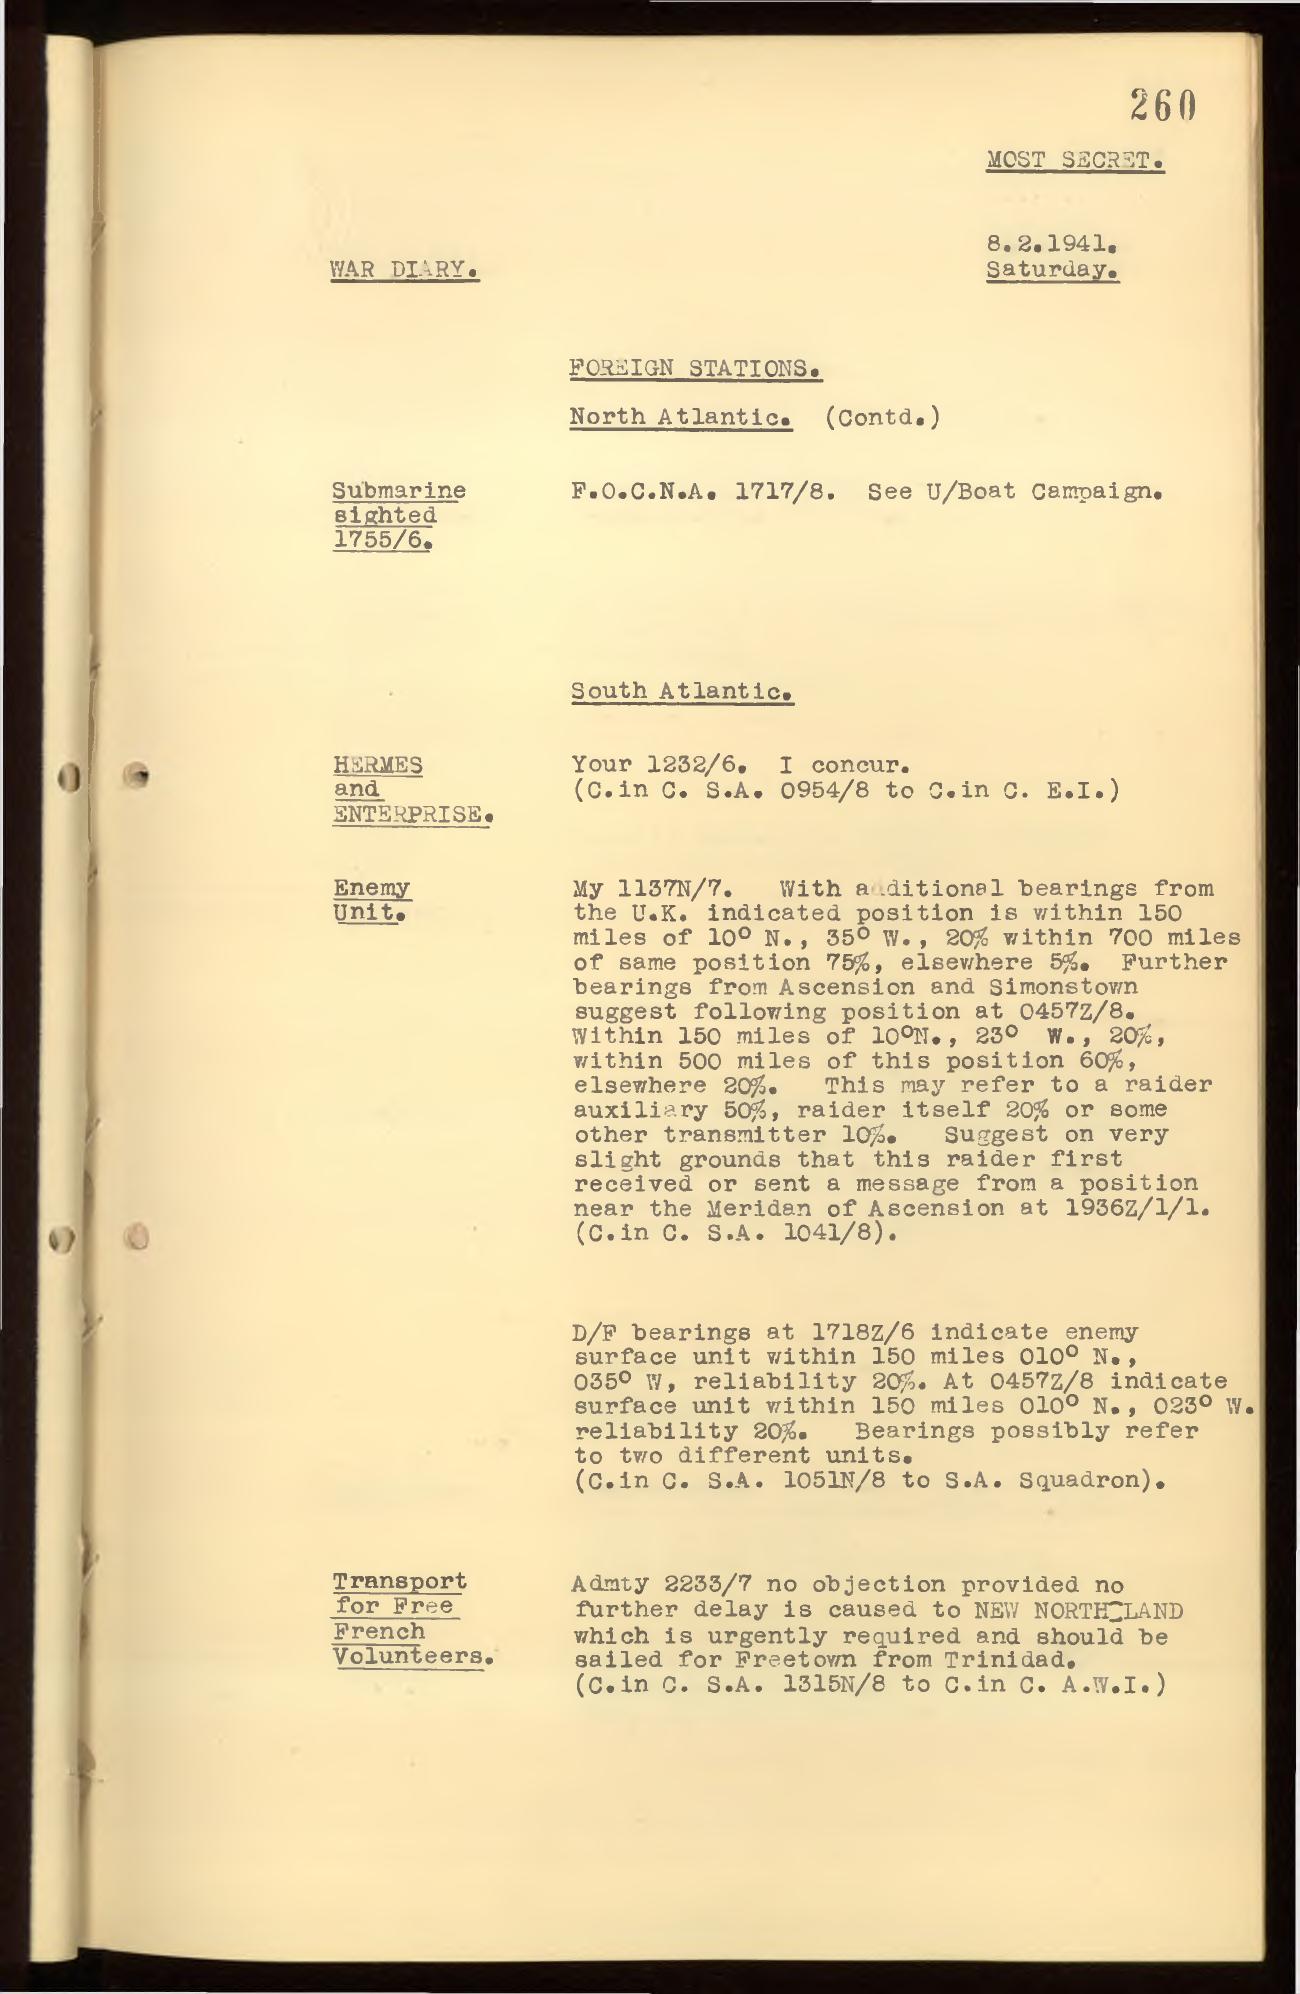 260
MOST SECRET.
8.2.1941.
WAR DIARY.
Saturday.
FOREIGN STATIONS.
North Atlantic. (Contd.)
Submarine
sighted
1755/6.
F.O.C.N.A. 1717/8. See U/Boat Campaign.
South Atlantic.
HERMES
and
ENTERPRISE.
Your 1232/6. I concur.
(C.in C. S.A. 0954/8 to C.in C. E.I.)
Enemy
Unit.
My 1137N/7. With additional bearings from
the U.K. indicated position is within 150
miles of 10º N., 35º W., 20% within 700 miles
of same position 75%, elsewhere 5%. Further
bearings from Ascension and Simonstown
suggest following position at 0457Z/8.
Within 150 miles of 10ºN., 23º W., 20%,
within 500 miles of this position 60%,
elsewhere 20%. This may refer to a raider
auxiliary 50%, raider itself 20% or some
other transmitter 10%. Suggest on very
slight grounds that this raider first
received or sent a message from a position
near the Meridan of Ascension at 1936Z/1/1.
(C.in C. S.A. 1041/8).
D/F bearings at 1718Z/6 indicate enemy
surface unit within 150 miles 010º N.,
035º W, reliability 20%. At 0457Z/8 indicate
surface unit within 150 miles 010º N., 023º W.
reliability 20%. Bearings possibly refer
to two different units.
(C.in C. S.A. 1051N/8 to S.A. Squadron).
Transport
for Free
French
Volunteers.
Admty 2233/7 no objection provided no
further delay is caused to NEW NORTHLAND
which is urgently required and should be
sailed for Freetown from Trinidad.
(C.in C. S.A. 1315N/8 to C.in C. A.W.I.)